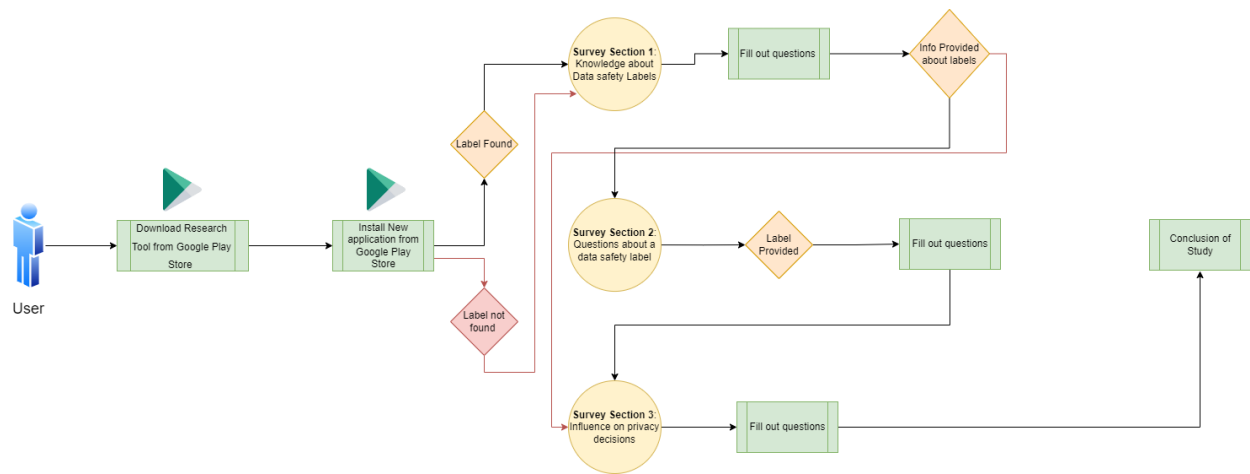 User
Download Research
Tool from Google Play
Store
Install New
application from
Google Play
Store
Label Found
Label not
found
Survey Section 1:
Knowledge about
Data safety Labels
Fill out questions
Info Provided
about labels
Survey Section 2:
Questions about a
data safety label
Label
Provided
Fill out questions
Survey Section 3:
Influence on privacy
decisions
Fill out questions
Conclusion of
Study